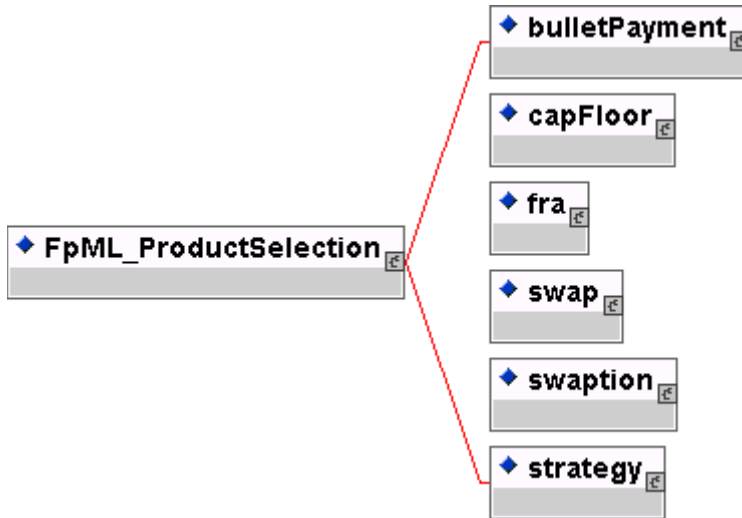 bulletPayment
capFloor
fra
FpML_ProductSelection
swap
swaption
strategy